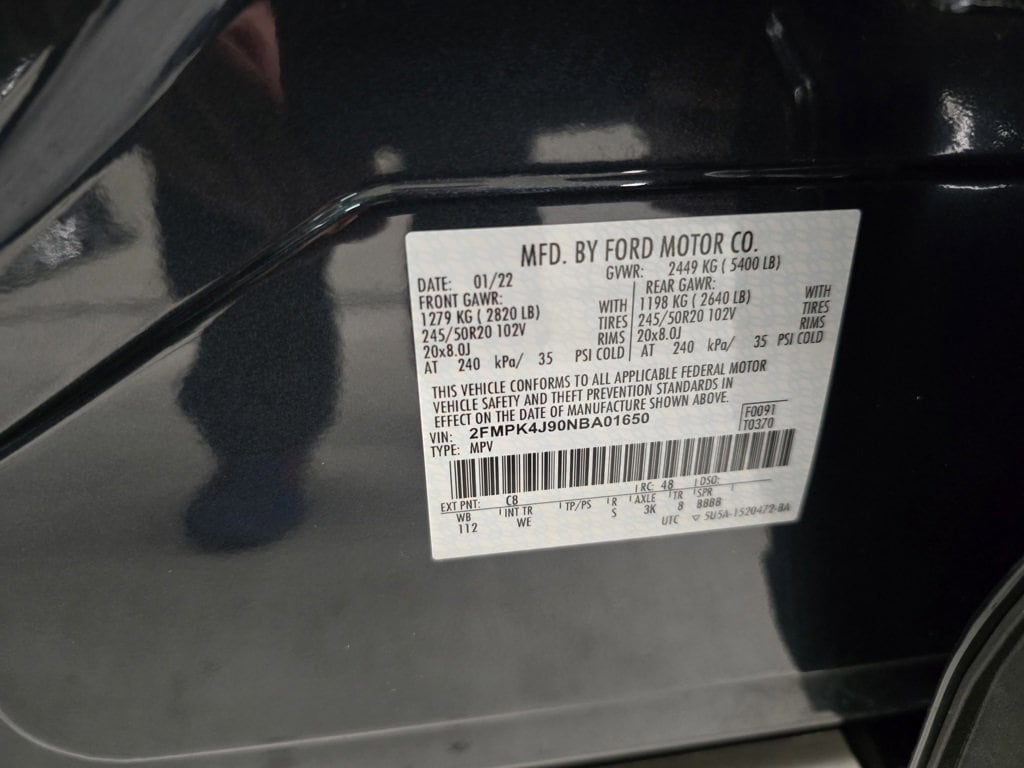 MFD. BY FORD MOTOR CO.
DATE: 01/22 GVWR: 2449 KG ( 5400 LB)
FRONT GAWR: REAR GAWR:
1279 KG ( 2820 LB) WITH 1198 KG ( 2640 LB) WITH
245/50R20 102V TIRES 245/50R20 102V TIRES
20x8.0J RIMS 20x8.0J RIMS
AT 240 kPa/ 35 PSI COLD AT 240 kPa/ 35 PSI COLD
THIS VEHICLE CONFORMS TO ALL APPLICABLE FEDERAL MOTOR
VEHICLE SAFETY AND THEFT PREVENTION STANDARDS IN
EFFECT ON THE DATE OF MANUFACTURE SHOWN ABOVE.
VIN: 2FMPK4J90NBA01650 F0091
TYPE: MPV T0370
EXT PNT: C8 RC: 48 DSO:
WB INT TR TP/PS R AXLE TR SPR
112 WE S 3K 8 8888
UTC ▽ 5U5A-1520472-BA